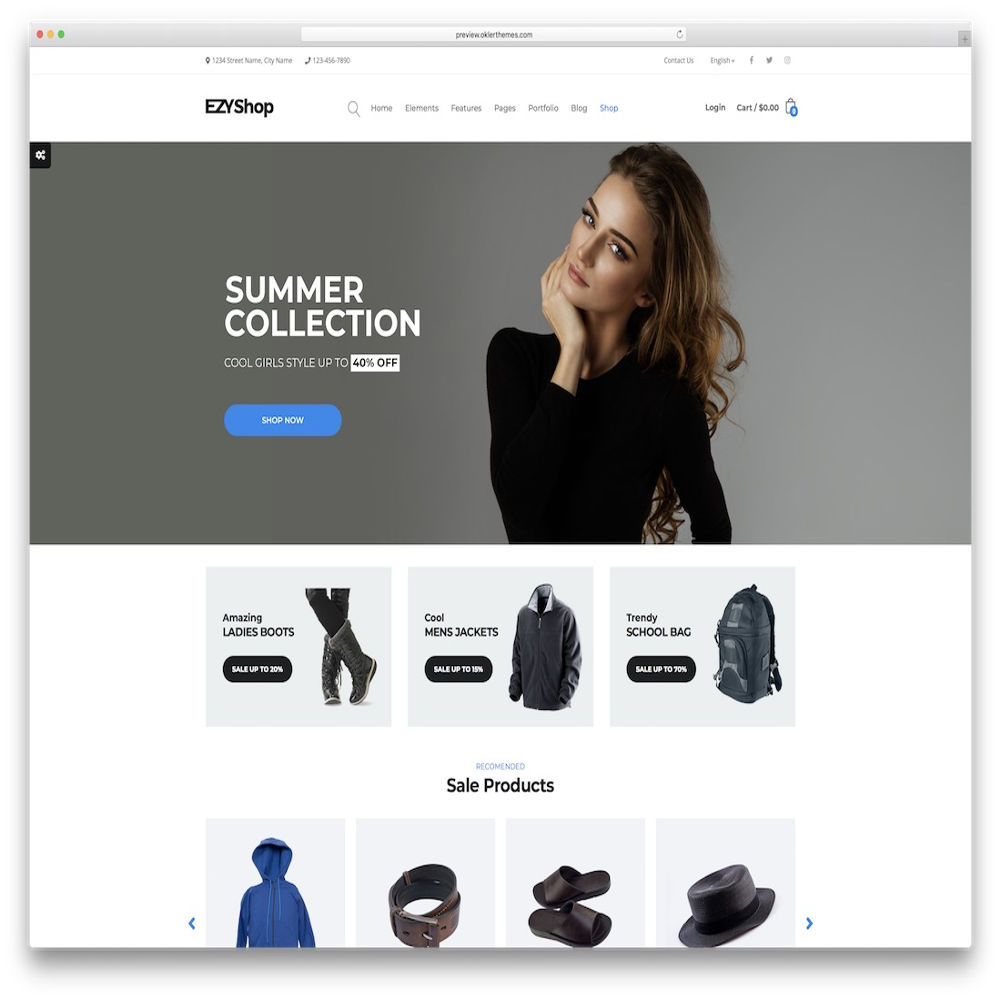 preview.oklerthemes.com
1234 Street Name, City Name 123-456-7890 Contact Us English
EZYShop Home Elements Features Pages Portfolio Blog Shop Login Cart / $0.00
SUMMER
COLLECTION
COOL GIRLS STYLE UP TO 40% OFF
SHOP NOW
Amazing
LADIES BOOTS
SALE UP TO 20%
Cool
MENS JACKETS
SALE UP TO 15%
Trendy
SCHOOL BAG
SALE UP TO 70%
RECOMENDED
Sale Products